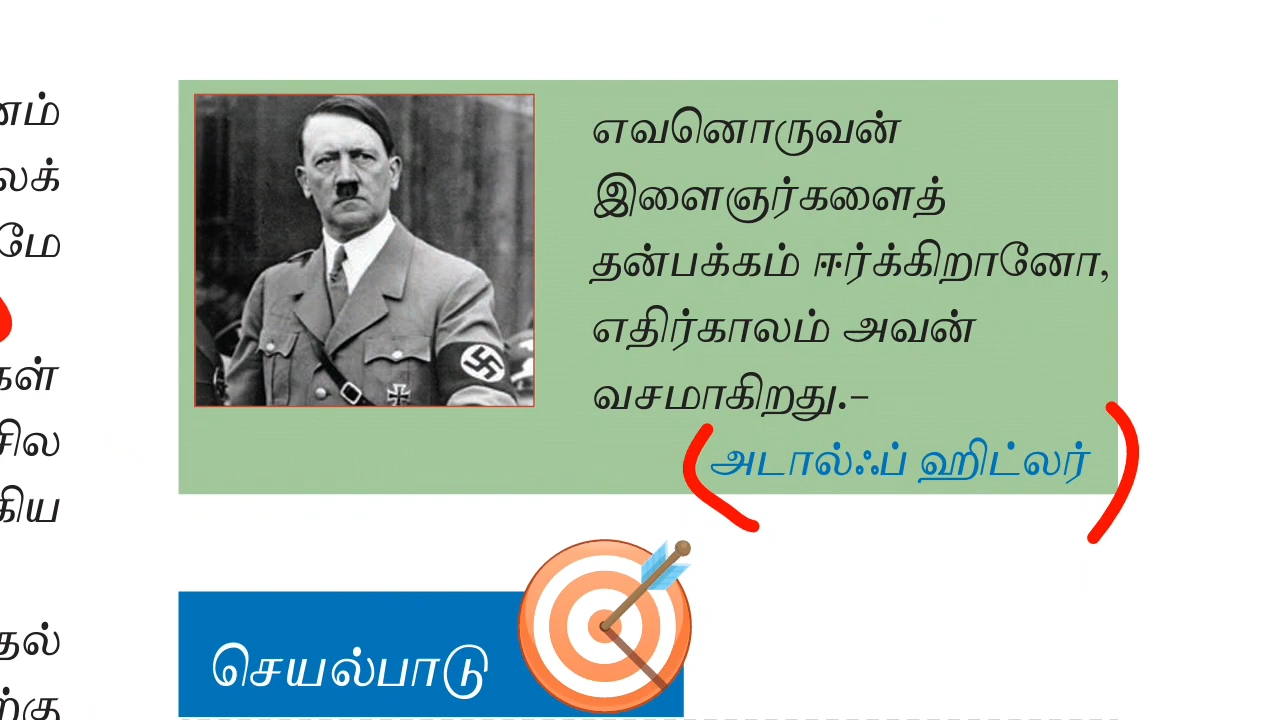 எவனொருவன்
இளைஞர்களைத்
தன்பக்கம் ஈர்க்கிறானோ,
எதிர்காலம் அவன்
வசமாகிறது.–
அடால்ஃப் ஹிட்லர்
செயல்பாடு